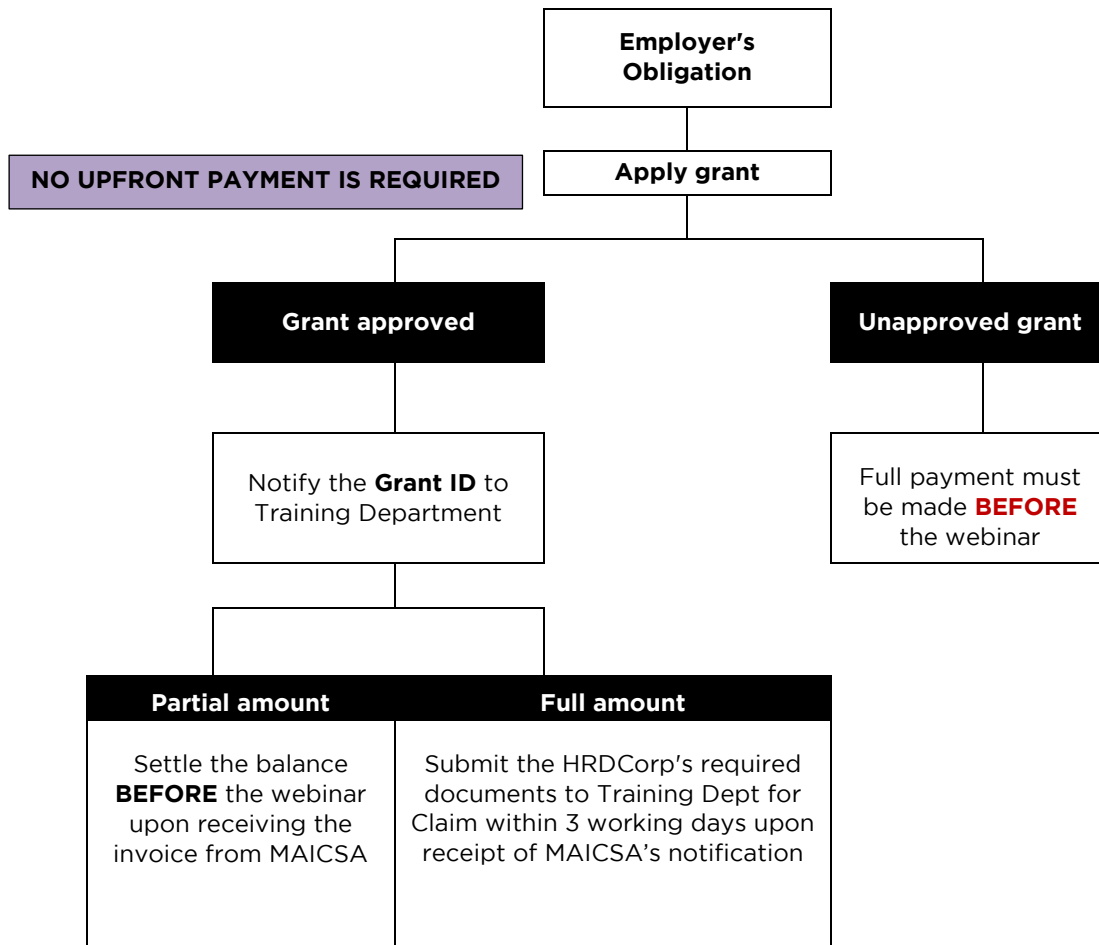 Employer's
Obligation
NO UPFRONT PAYMENT IS REQUIRED
Apply grant
Grant approved
Unapproved grant
Notify the Grant ID to
Training Department
Full payment must
be made BEFORE
the webinar
Partial amount
Full amount
Settle the balance
BEFORE the webinar
upon receiving the
invoice from MAICSA
Submit the HRDCorp's required
documents to Training Dept for
Claim within 3 working days upon
receipt of MAICSA’s notification